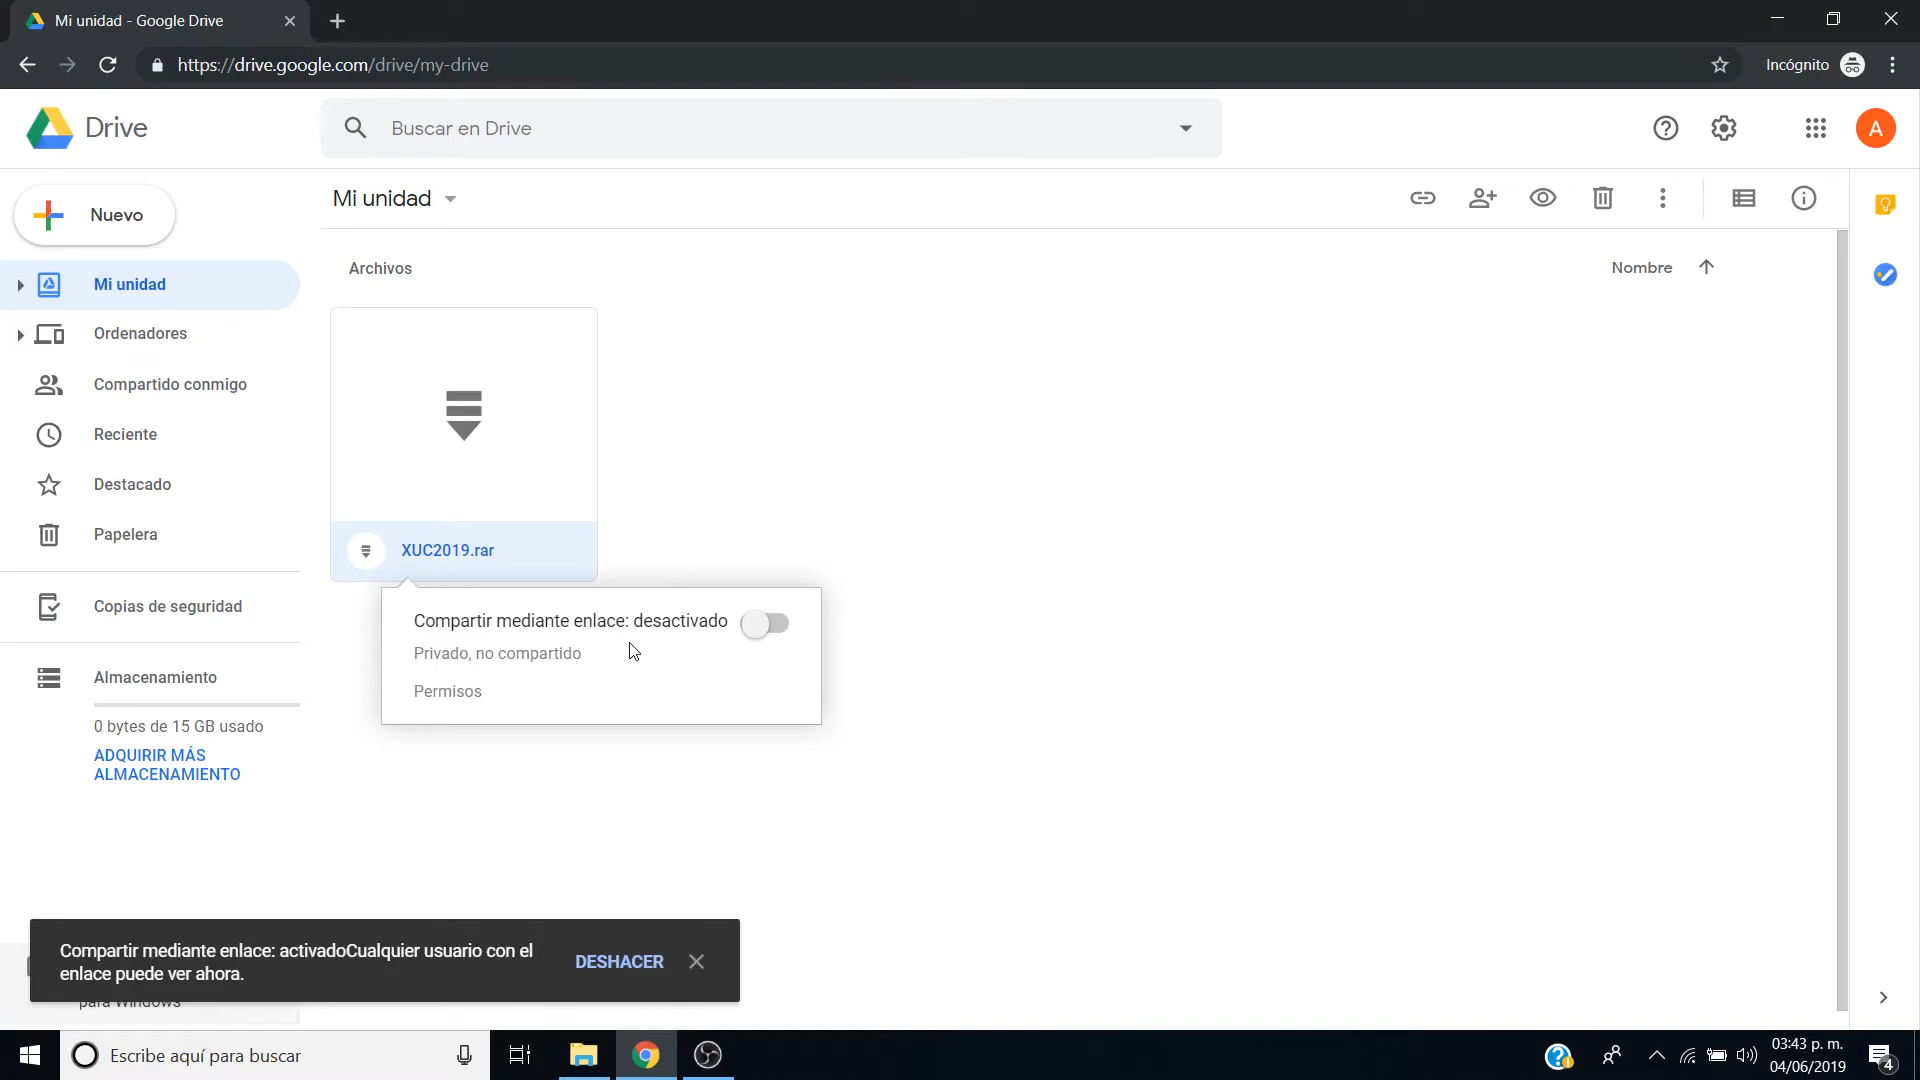 Mi unidad - Google Drive
https://drive.google.com/drive/my-drive
Incógnito
Drive
Buscar en Drive
A
Nuevo
Mi unidad
Mi unidad
Ordenadores
Compartido conmigo
Reciente
Destacado
Papelera
Copias de seguridad
Almacenamiento
0 bytes de 15 GB usado
ADQUIRIR MÁS
ALMACENAMIENTO
Archivos
Nombre
XUC2019.rar
Compartir mediante enlace: desactivado
Privado, no compartido
Permisos
Compartir mediante enlace: activadoCualquier usuario con el
enlace puede ver ahora.
DESHACER
para Windows
Escribe aquí para buscar
03:43 p. m.
04/06/2019
4